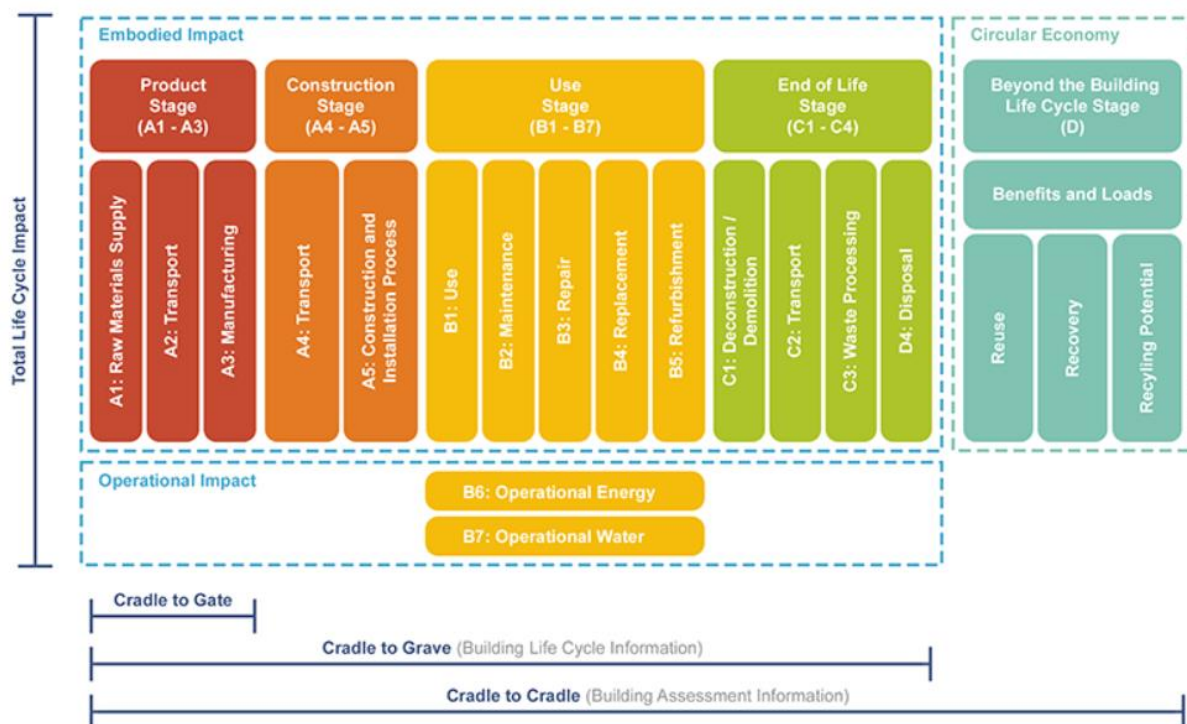 Total Life Cycle Impact
Embodied Impact
Product
Stage
(A1 - A3)
A1: Raw Materials Supply
A2: Transport
A3: Manufacturing
Construction
Stage
(A4 - A5)
A4: Transport
A5: Construction and
Installation Process
Use
Stage
(B1 - B7)
B1: Use
B2: Maintenance
B3: Repair
B4: Replacement
B5: Refurbishment
End of Life
Stage
(C1 - C4)
C1: Deconstruction /
Demolition
C2: Transport
C3: Waste Processing
D4: Disposal
Circular Economy
Beyond the Building
Life Cycle Stage
(D)
Benefits and Loads
Reuse
Recovery
Recyling Potential
Operational Impact
B6: Operational Energy
B7: Operational Water
Cradle to Gate
Cradle to Grave (Building Life Cycle Information)
Cradle to Cradle (Building Assessment Information)